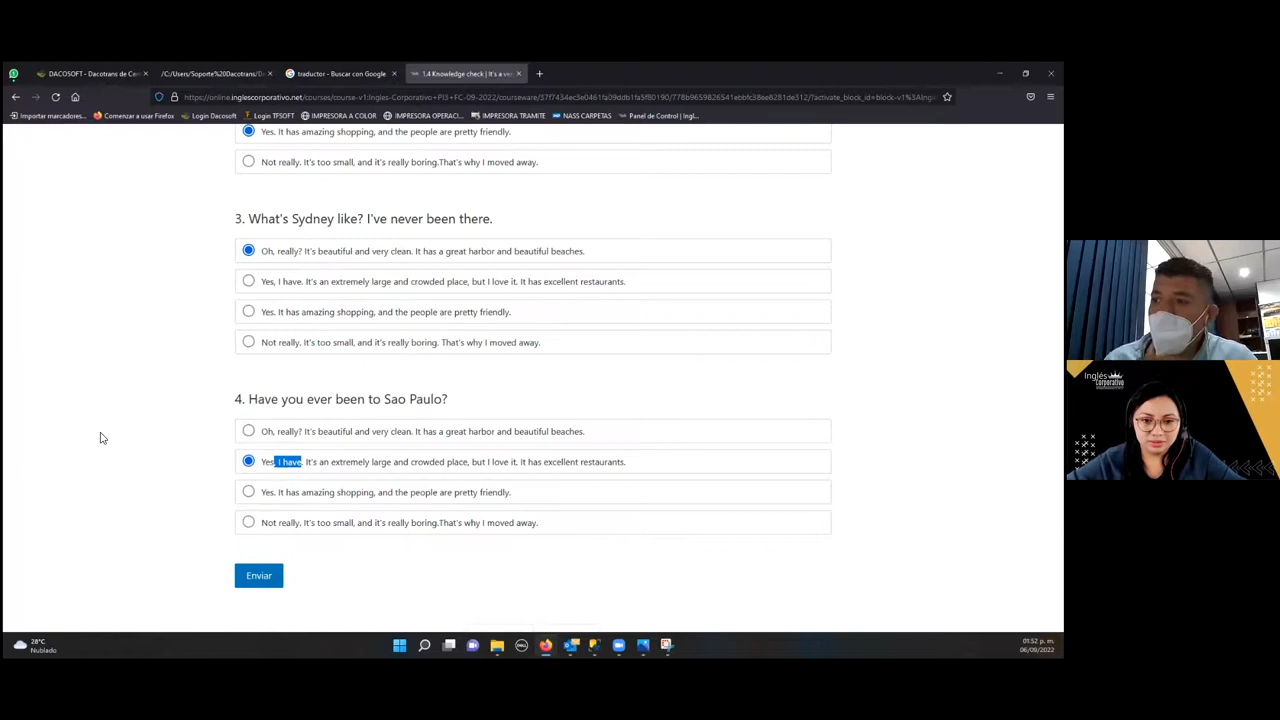 DACOSOFT - Dacotrans de Cen
/C:/Users/Soporte%20Dacotrans/De
traductor - Buscar con Google
1.4 Knowledge check | It's a ver
Importar marcadores...
Comenzar a usar Firefox
Login Dacosoft
Login TFSOFT
IMPRESORA A COLOR
IMPRESORA OPERACI...
IMPRESORA TRAMITE
NASS CARPETAS
Panel de Control | Ingl...
Yes. It has amazing shopping, and the people are pretty friendly.
Not really. It's too small, and it's really boring.That's why I moved away.
3. What's Sydney like? I've never been there.
Oh, really? It's beautiful and very clean. It has a great harbor and beautiful beaches.
Yes, I have. It's an extremely large and crowded place, but I love it. It has excellent restaurants.
Yes. It has amazing shopping, and the people are pretty friendly.
Not really. It's too small, and it's really boring. That's why I moved away.
4. Have you ever been to Sao Paulo?
Oh, really? It's beautiful and very clean. It has a great harbor and beautiful beaches.
Yes, I have. It's an extremely large and crowded place, but I love it. It has excellent restaurants.
Yes. It has amazing shopping, and the people are pretty friendly.
Not really. It's too small, and it's really boring.That's why I moved away.
Enviar
Inglés
Corporativo
28°C
Nublado
DELL
01:52 p. m.
06/09/2022